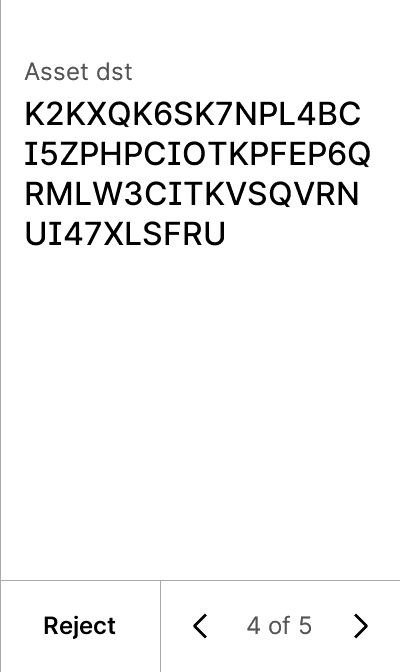 Asset dst
K2KXQK6SK7NPL4BC
I5ZPHPCIOTKPFEP6Q
RMLW3CITKVSQVRN
UI47XLSFRU
Reject
4 of 5